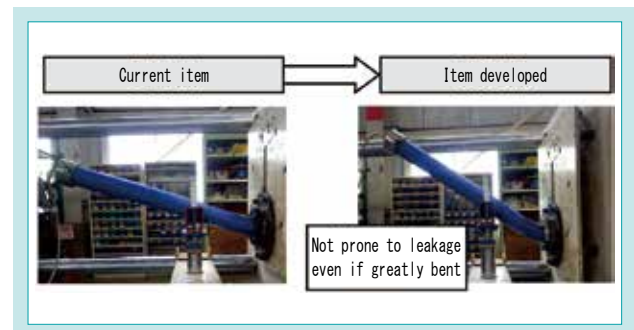 Current item
Item developed
Not prone to leakage
even if greatly bent